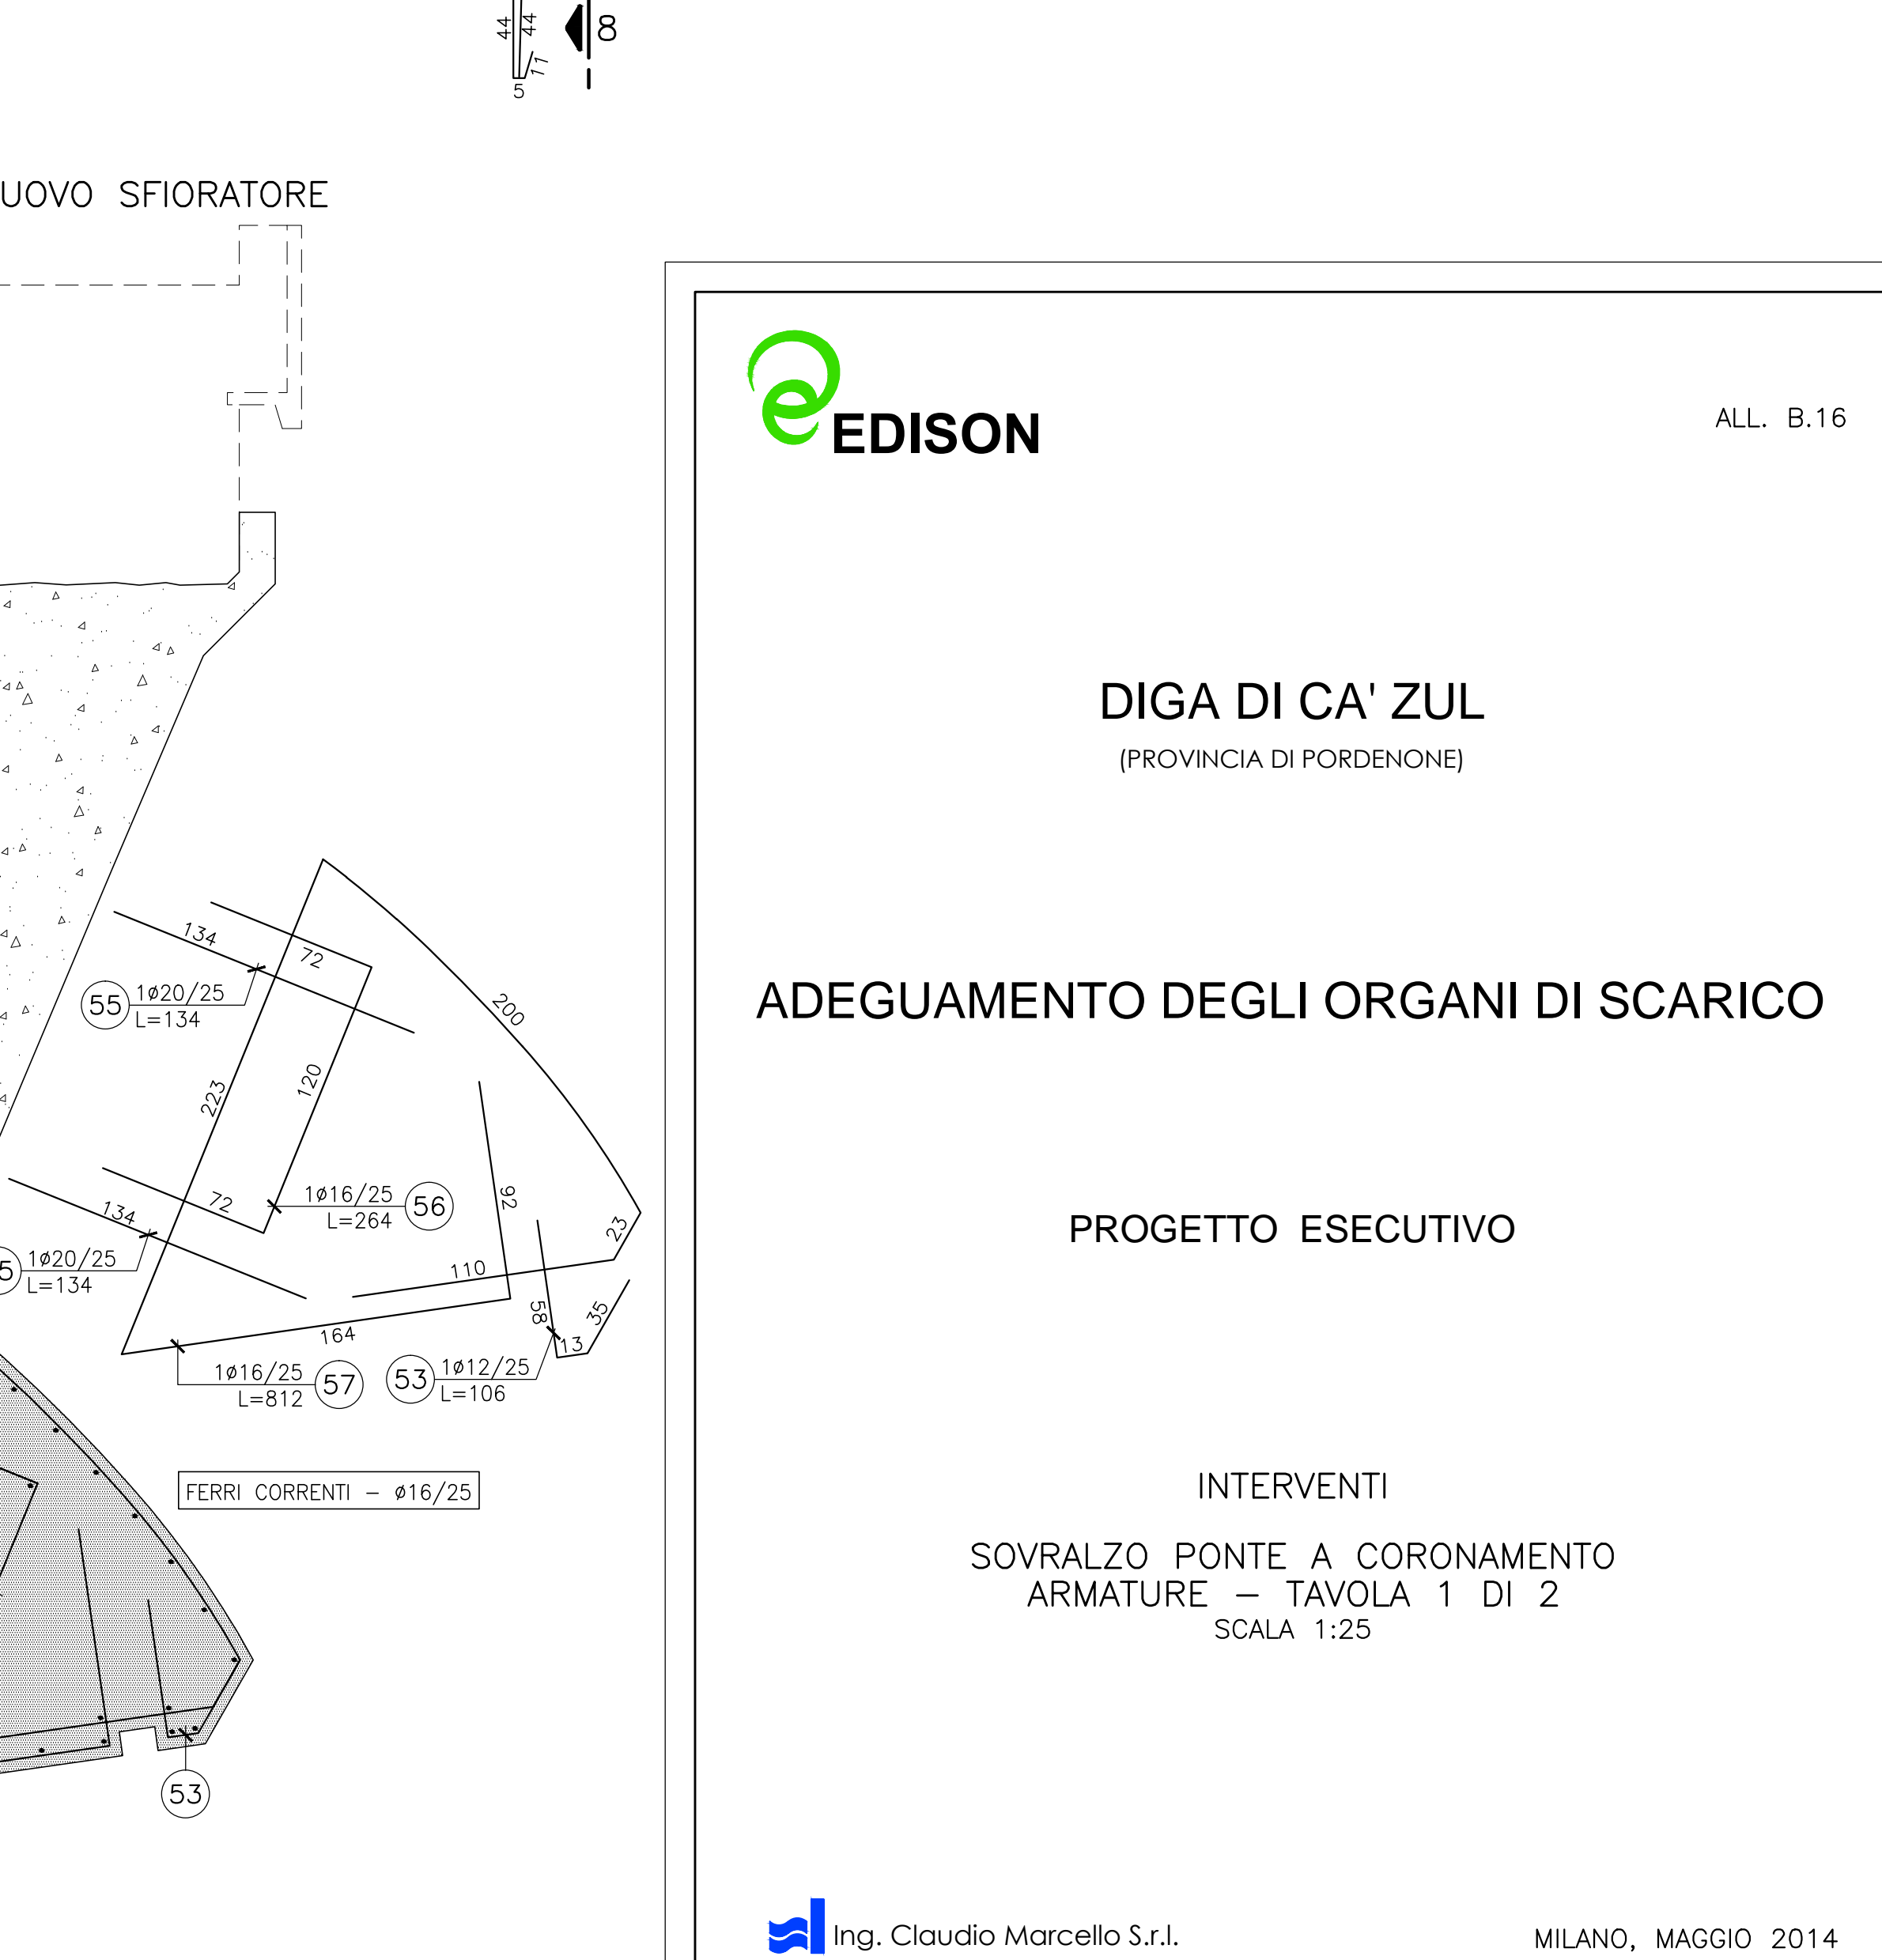 44
44
11
5
8
UOVO SFIORATORE
134
72
55
1ø20/25
L=134
200
223
120
72
134
1ø16/25
L=264
56
92
23
5
1ø20/25
L=134
110
58
35
13
164
1ø16/25
L=812
57
53
1ø12/25
L=106
FERRI CORRENTI – ø16/25
53
EDISON
ALL. B.16
DIGA DI CA' ZUL
(PROVINCIA DI PORDENONE)
ADEGUAMENTO DEGLI ORGANI DI SCARICO
PROGETTO ESECUTIVO
INTERVENTI
SOVRALZO PONTE A CORONAMENTO
ARMATURE – TAVOLA 1 DI 2
SCALA 1:25
Ing. Claudio Marcello S.r.l.
MILANO, MAGGIO 2014